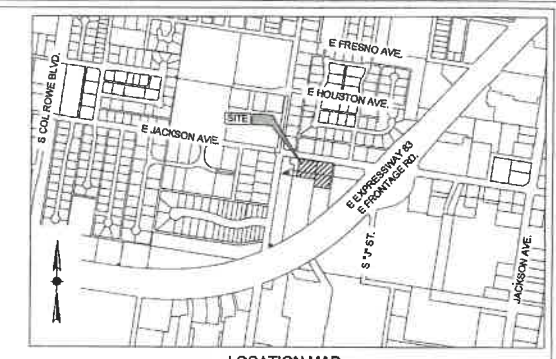 E FRESNO AVE.
S COL ROWE BLVD.
E HOUSTON AVE.
SITE
E JACKSON AVE.
E EXPRESSWAY 83
E FRONTAGE RD.
S "J" ST.
JACKSON AVE.
LOCATION MAP